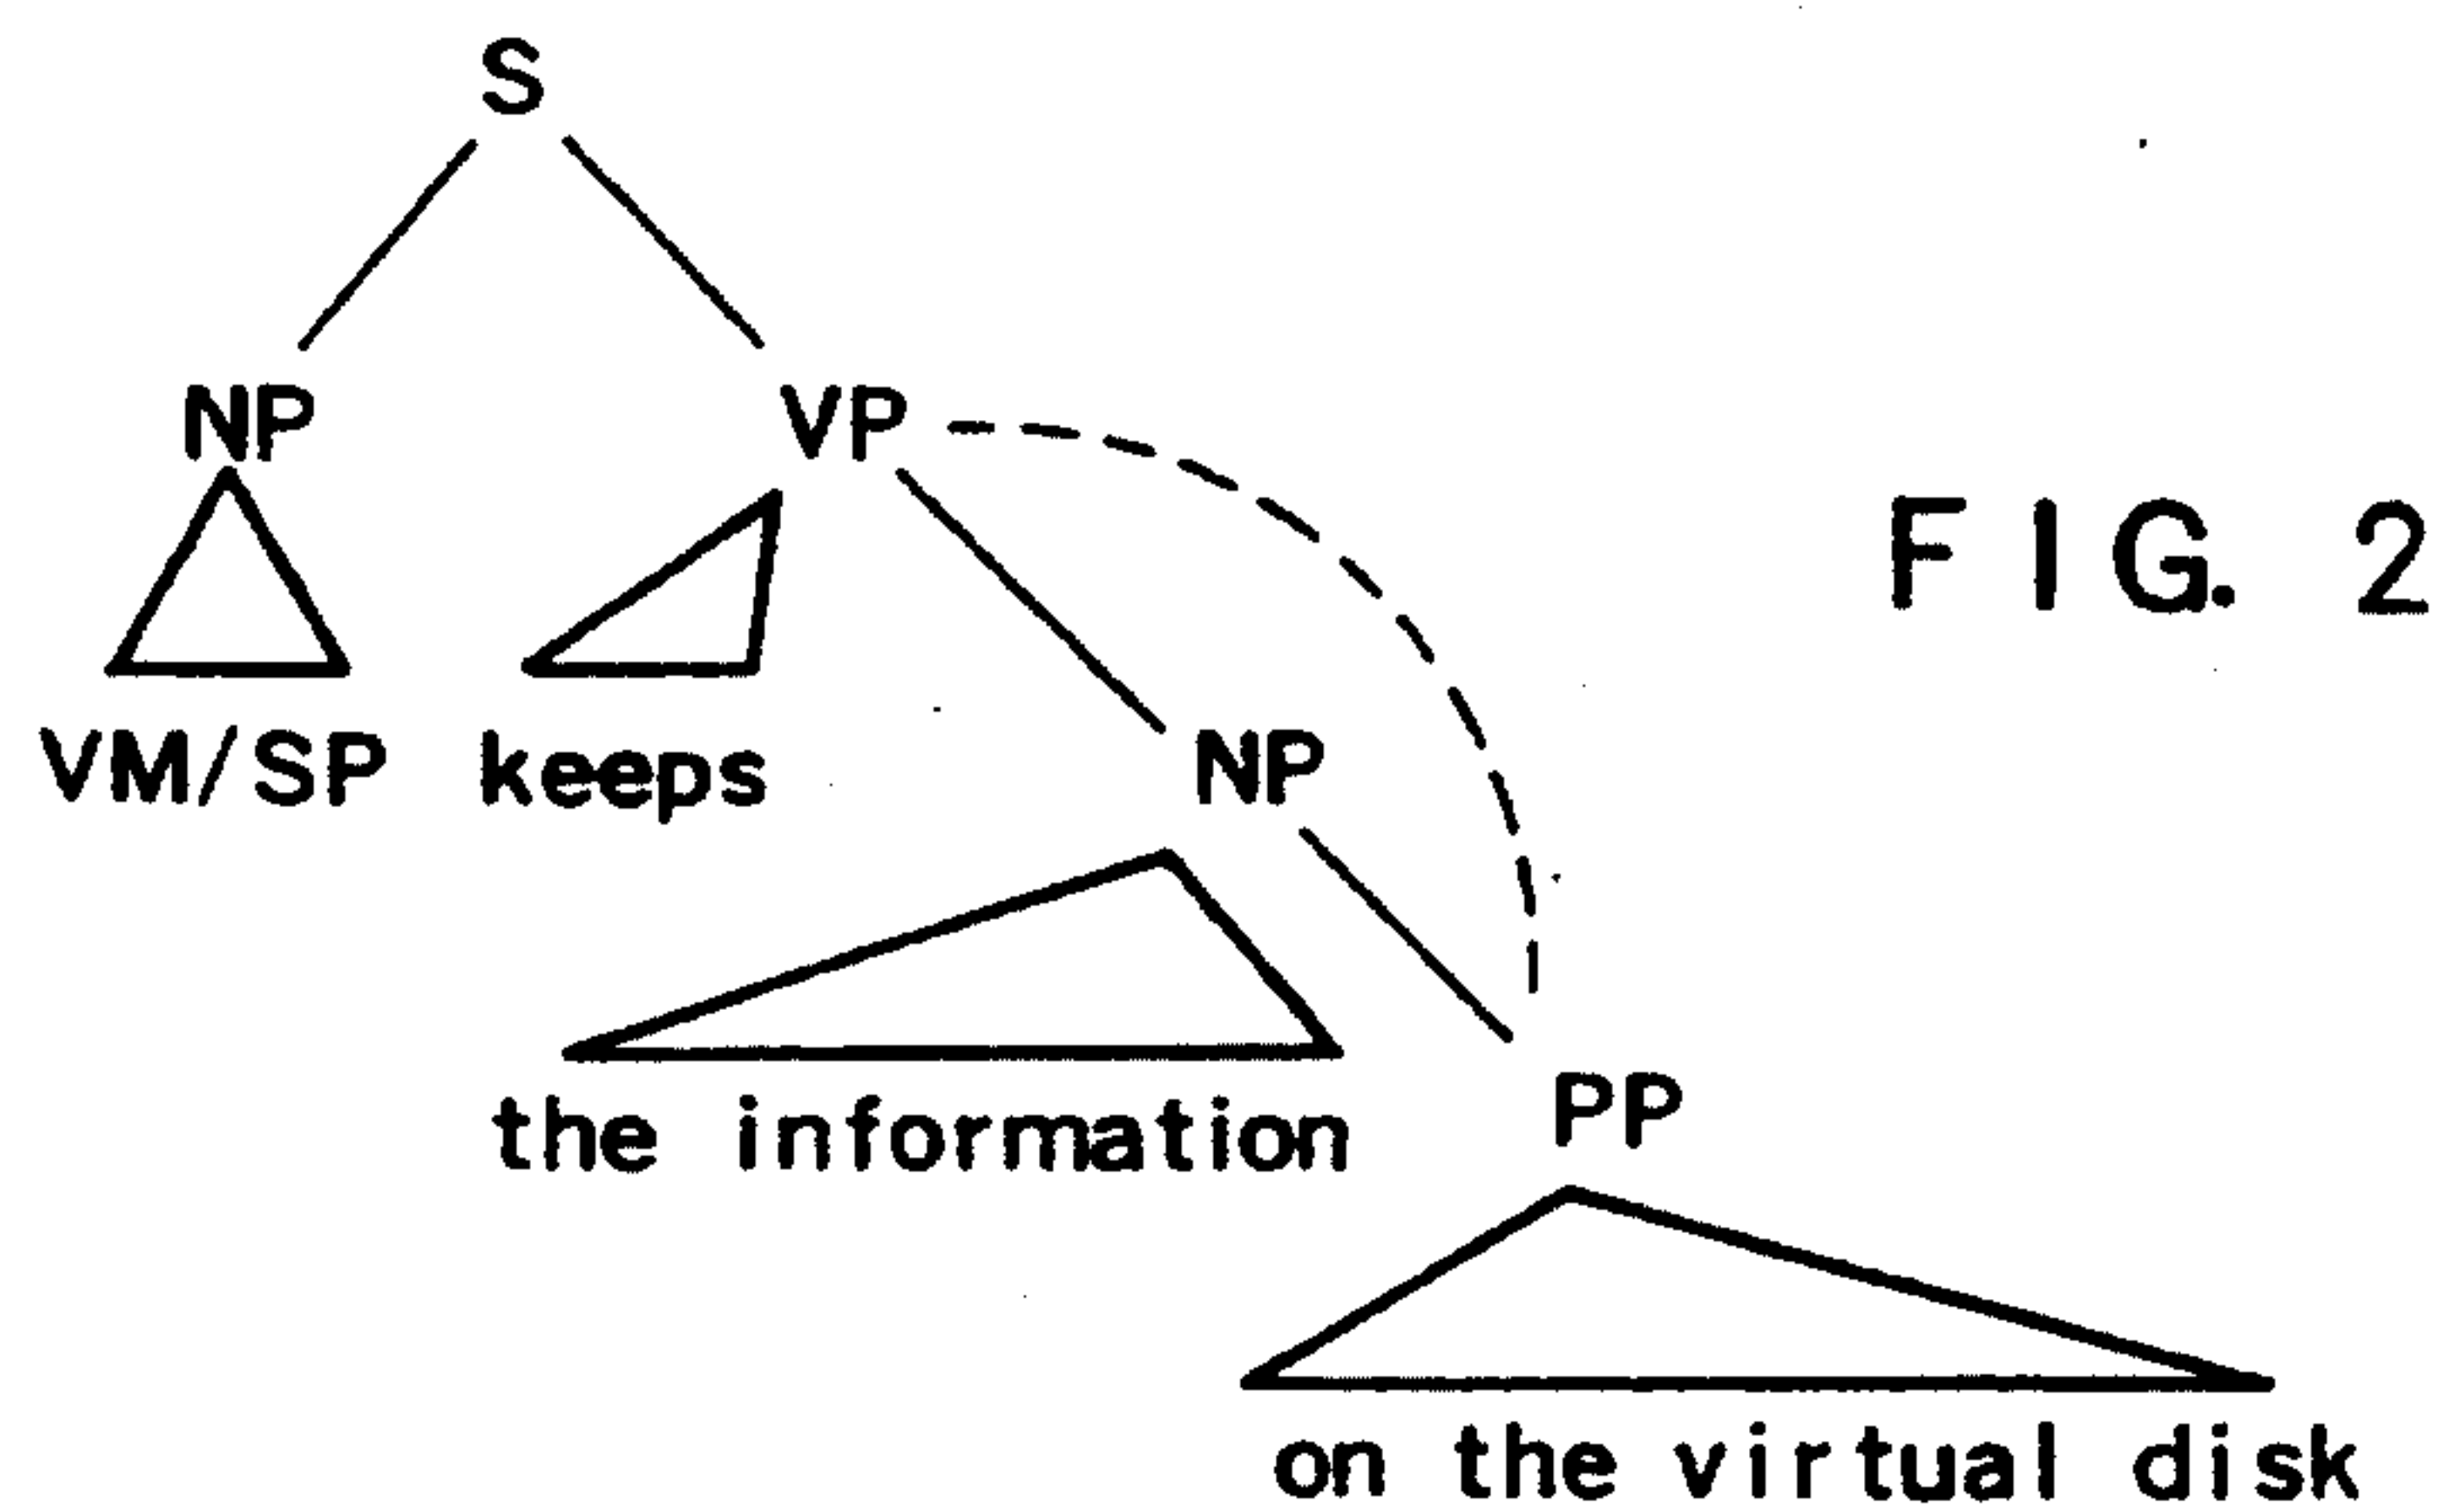 S
NP VP
FIG. 2
VM/SP keeps NP
the information PP
on the virtual disk